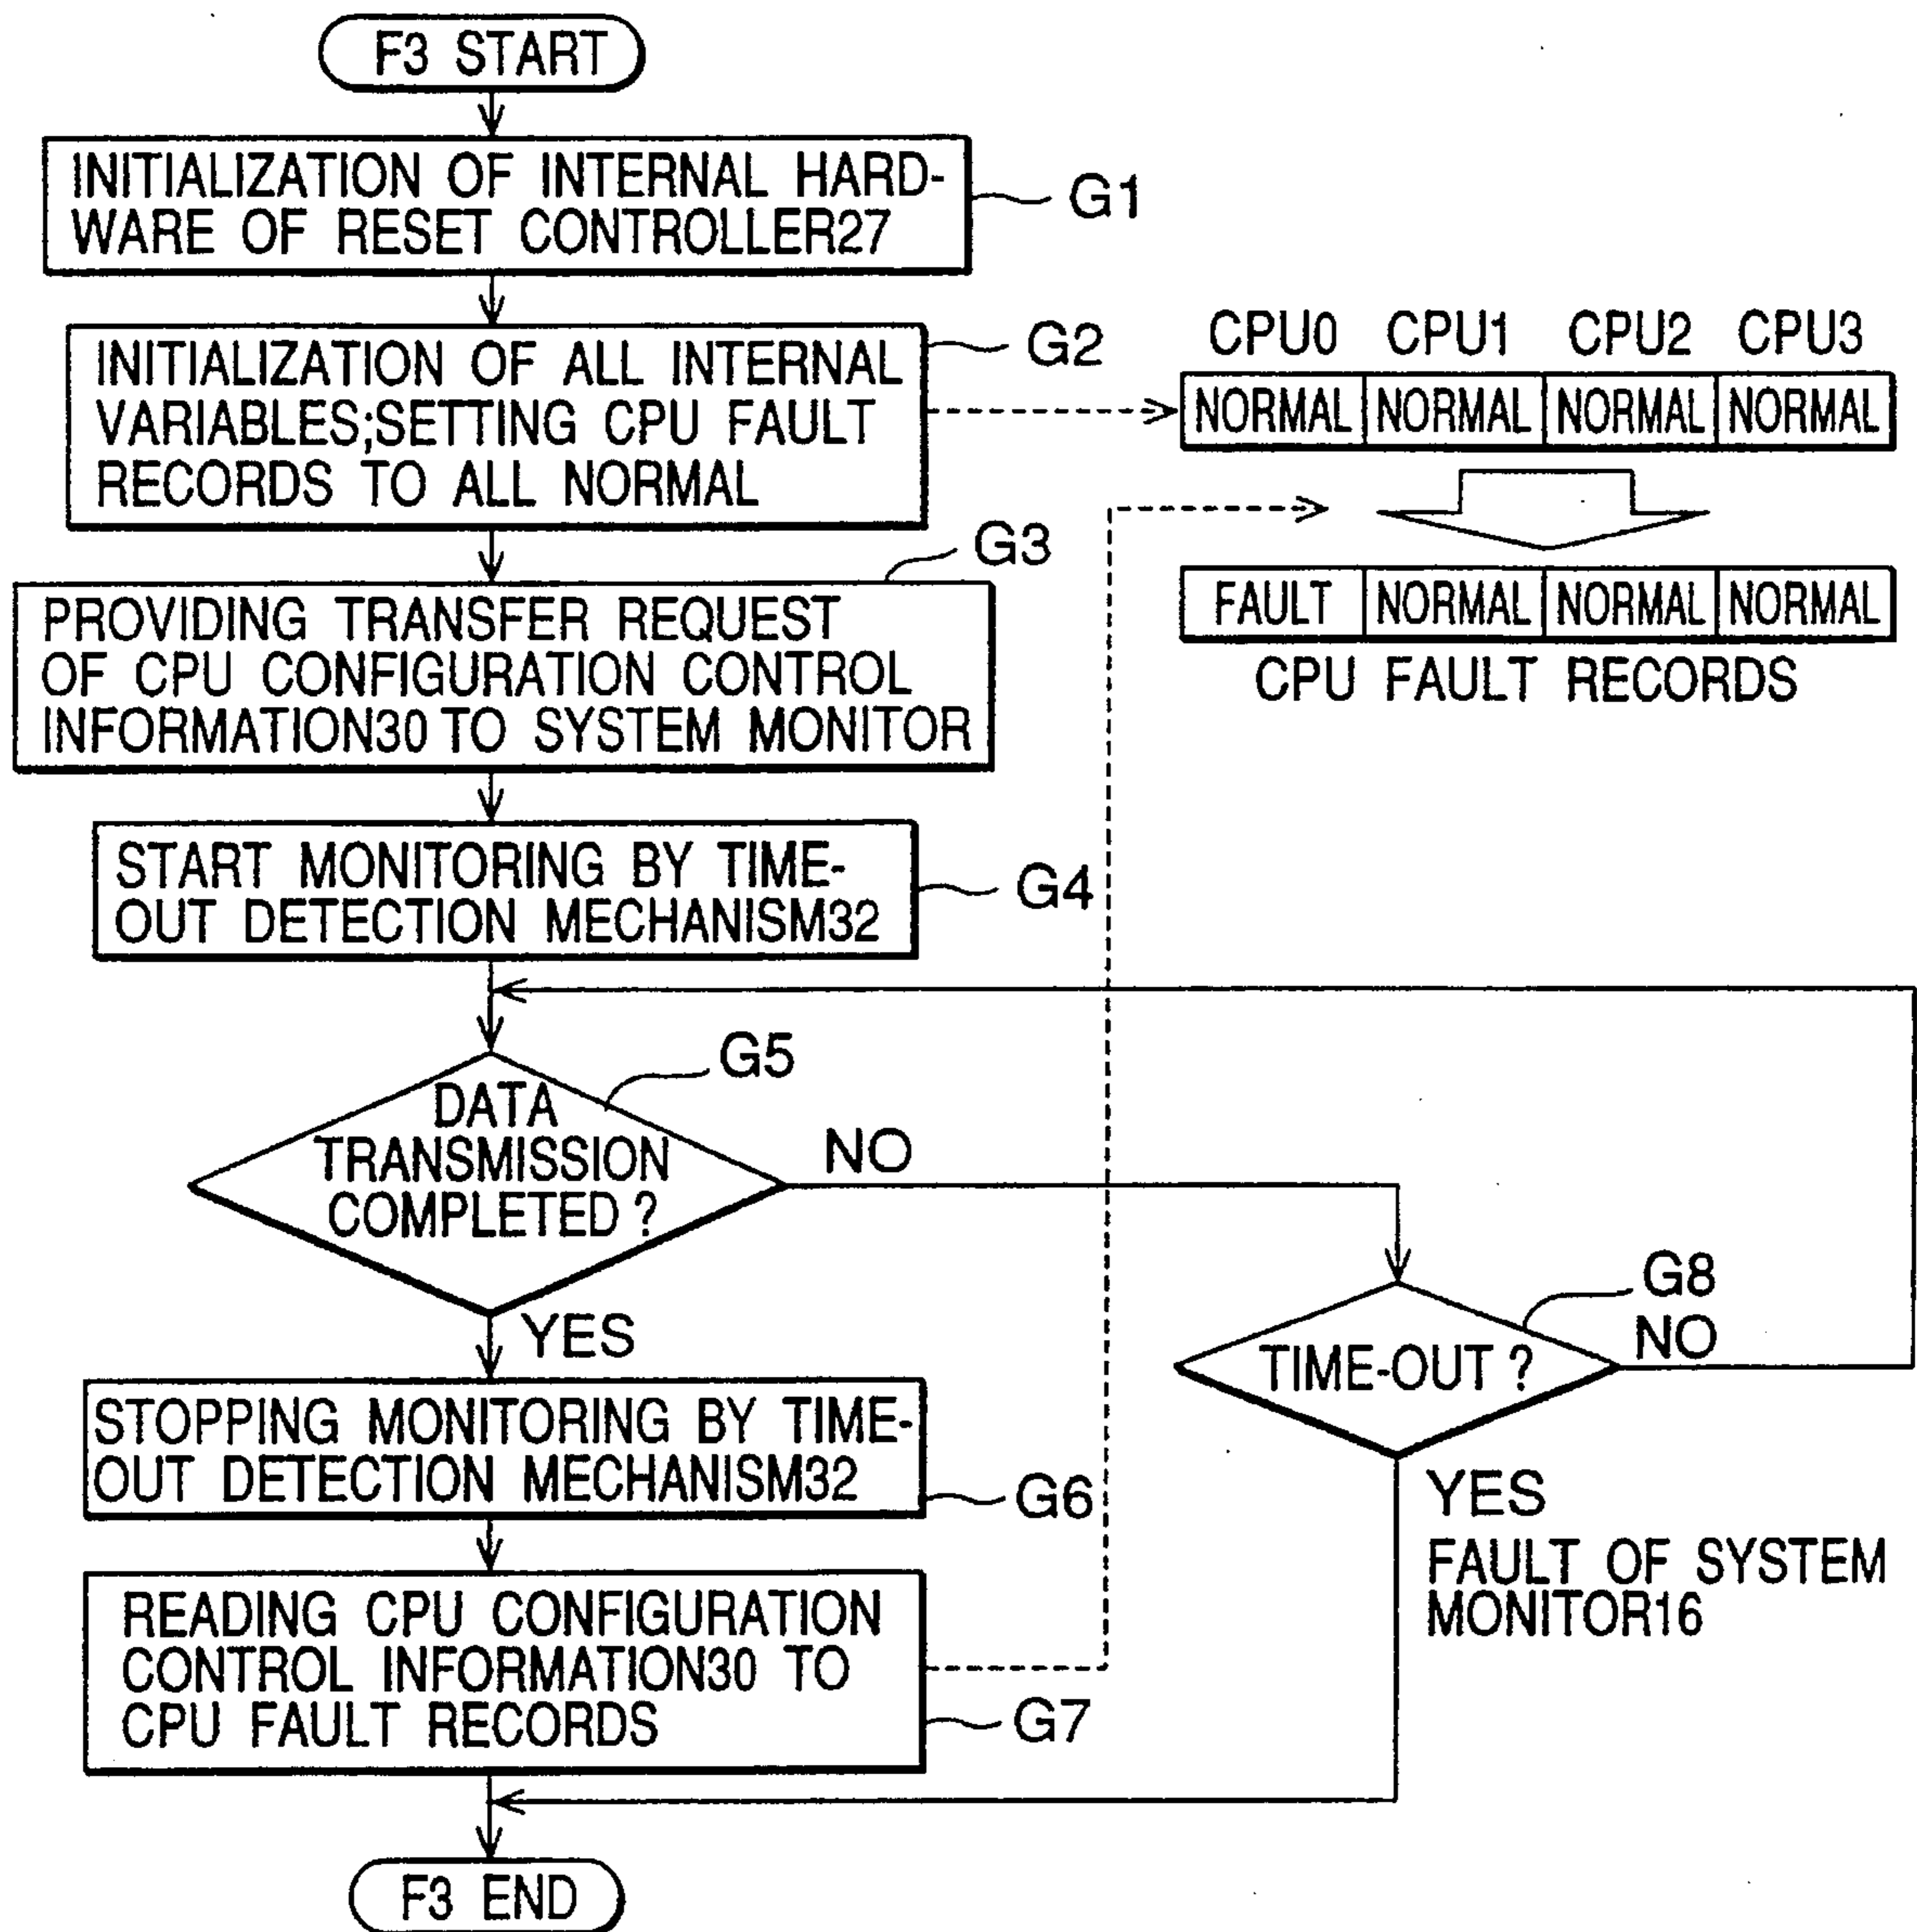 F3 START
INITIALIZATION OF INTERNAL HARD-
WARE OF RESET CONTROLLER27
G1
INITIALIZATION OF ALL INTERNAL
VARIABLES;SETTING CPU FAULT
RECORDS TO ALL NORMAL
G2
CPU0 CPU1 CPU2 CPU3
NORMAL NORMAL NORMAL NORMAL
FAULT NORMAL NORMAL NORMAL
CPU FAULT RECORDS
G3
PROVIDING TRANSFER REQUEST
OF CPU CONFIGURATION CONTROL
INFORMATION30 TO SYSTEM MONITOR
START MONITORING BY TIME-
OUT DETECTION MECHANISM32
G4
G5
DATA
TRANSMISSION
COMPLETED ?
NO
YES
G8
TIME-OUT ?
NO
YES
FAULT OF SYSTEM
MONITOR16
STOPPING MONITORING BY TIME-
OUT DETECTION MECHANISM32
G6
READING CPU CONFIGURATION
CONTROL INFORMATION30 TO
CPU FAULT RECORDS
G7
F3 END